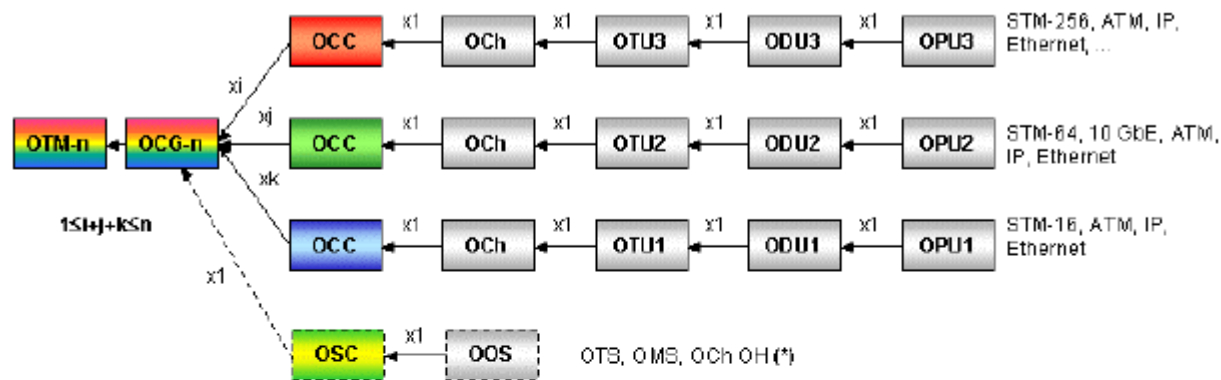 x1 x1 x1 x1
OCC OCh OTU3 ODU3 OPU3
STM-256, ATM, IP,
Ethernet, ...
xi
xj
OTM-n OCG-n
x1 x1 x1 x1
OCC OCh OTU2 ODU2 OPU2
STM-64, 10 GbE, ATM,
IP, Ethernet
xk
1≤i+j+k≤n
x1 x1 x1 x1
OCC OCh OTU1 ODU1 OPU1
STM-16, ATM, IP,
Ethernet
x1
x1
OSC OOS
OTS, OMS, OCh OH (*)